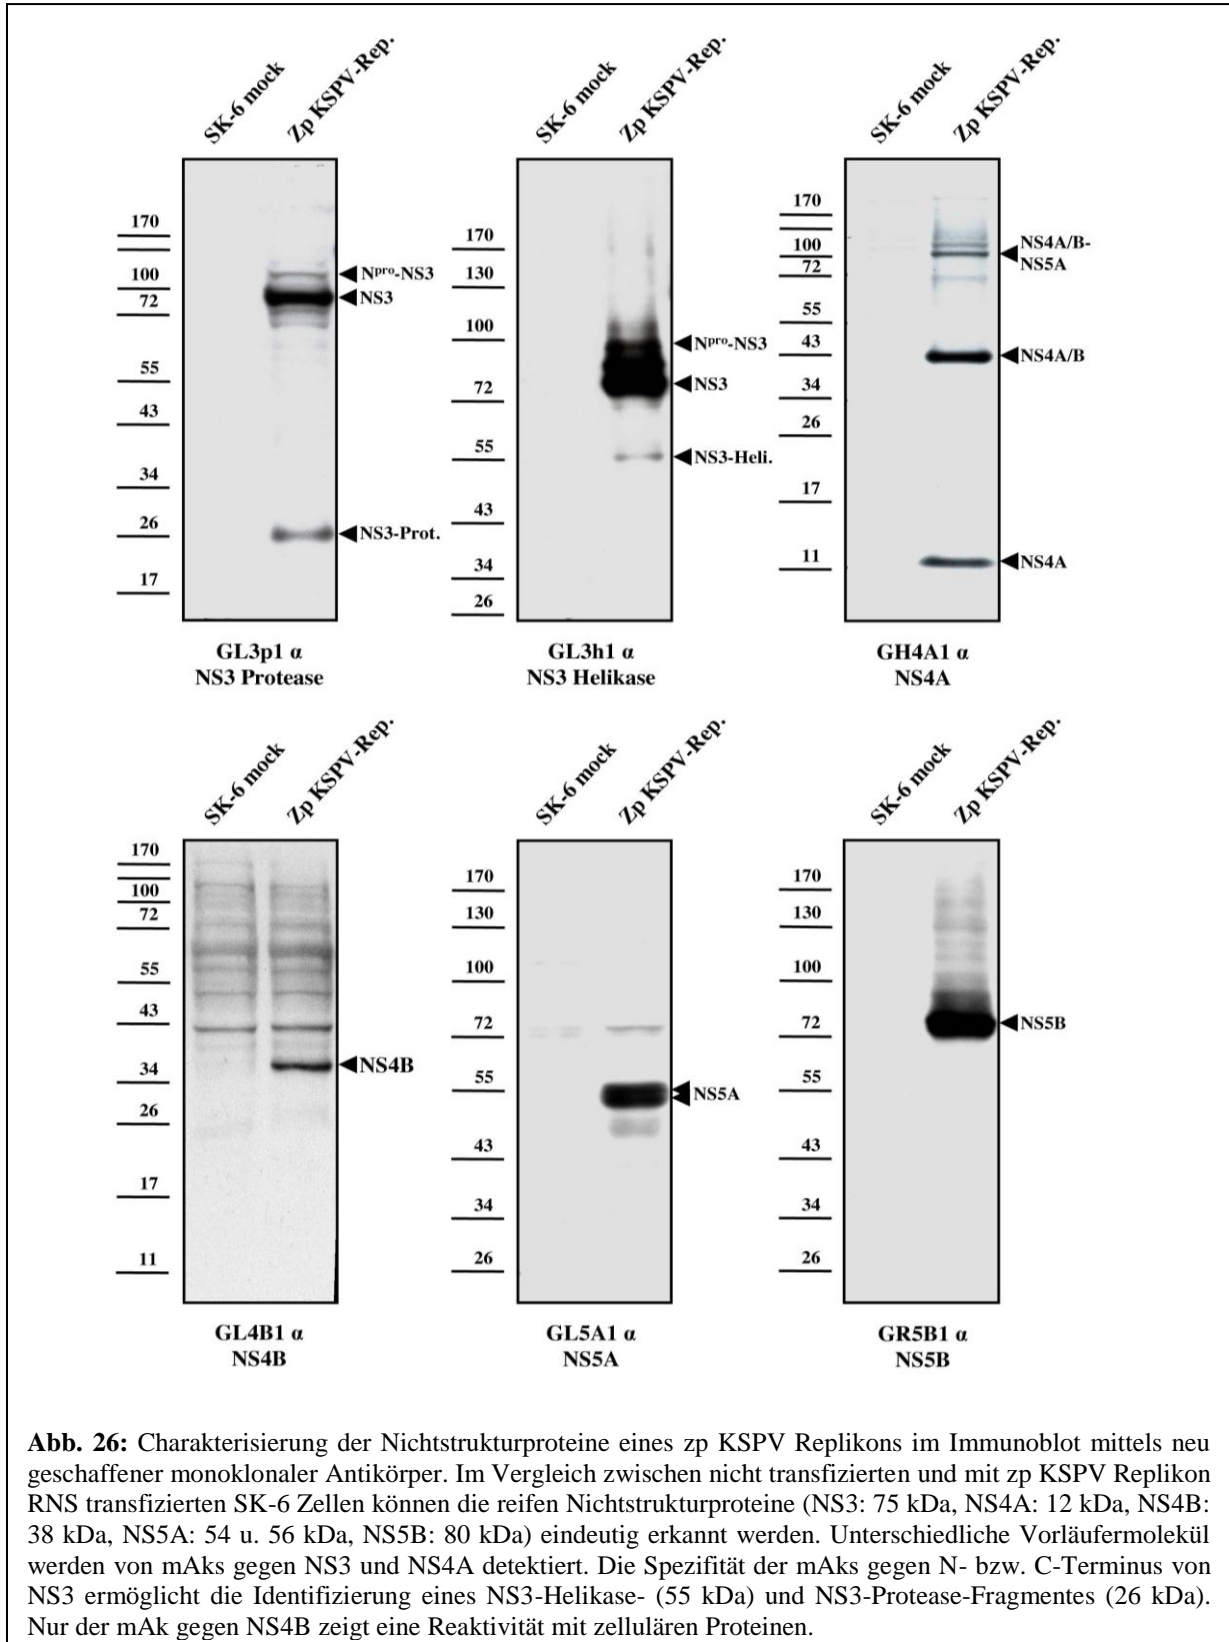 SK-6 mock
Zp KSPV-Rep.
SK-6 mock
Zp KSPV-Rep.
SK-6 mock
Zp KSPV-Rep.
170
100
72
55
43
34
26
17
Npro-NS3
NS3
NS3-Prot.
170
130
100
72
55
43
34
26
Npro-NS3
NS3
NS3-Heli.
170
100
72
55
43
34
26
17
11
NS4A/B-
NS5A
NS4A/B
NS4A
GL3p1 α
NS3 Protease
GL3h1 α
NS3 Helikase
GH4A1 α
NS4A
SK-6 mock
Zp KSPV-Rep.
SK-6 mock
Zp KSPV-Rep.
SK-6 mock
Zp KSPV-Rep.
170
100
72
55
43
34
26
17
11
NS4B
170
130
100
72
55
43
34
26
NS5A
170
130
100
72
55
43
34
26
NS5B
GL4B1 α
NS4B
GL5A1 α
NS5A
GR5B1 α
NS5B
Abb. 26: Charakterisierung der Nichtstrukturproteine eines zp KSPV Replikons im Immunoblot mittels neu
geschaffener monoklonaler Antikörper. Im Vergleich zwischen nicht transfizierten und mit zp KSPV Replikon
RNS transfizierten SK-6 Zellen können die reifen Nichtstrukturproteine (NS3: 75 kDa, NS4A: 12 kDa, NS4B:
38 kDa, NS5A: 54 u. 56 kDa, NS5B: 80 kDa) eindeutig erkannt werden. Unterschiedliche Vorläufermolekül
werden von mAks gegen NS3 und NS4A detektiert. Die Spezifität der mAks gegen N- bzw. C-Terminus von
NS3 ermöglicht die Identifizierung eines NS3-Helikase- (55 kDa) und NS3-Protease-Fragmentes (26 kDa).
Nur der mAk gegen NS4B zeigt eine Reaktivität mit zellulären Proteinen.